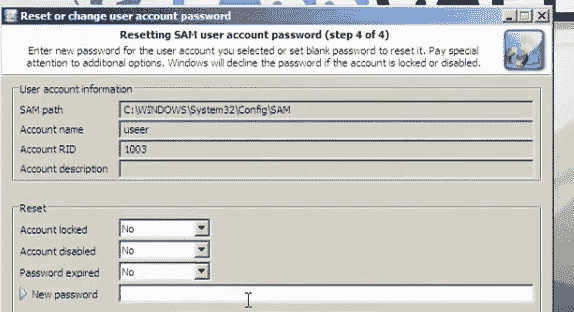 Reset or change user account password
Resetting SAM user account password (step 4 of 4)
Enter new password for the user account you selected or set blank password to reset it. Pay special
attention to additional options. Windows will decline the password if the account is locked or disabled.
User account information
SAM path C:\WINDOWS\System32\Config\SAM
Account name useer
Account RID 1003
Account description
Reset
Account locked No
Account disabled No
Password expired No
New password